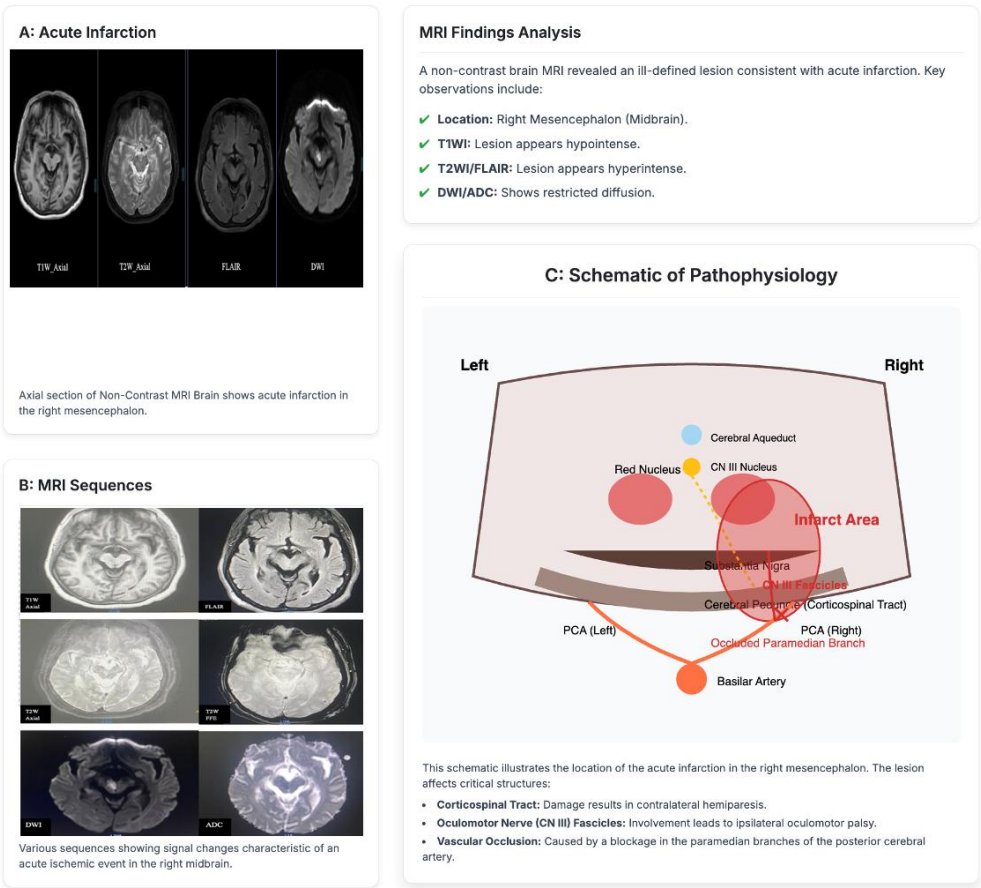 A: Acute Infarction
T1W_Axial
T2W_Axial
FLAIR
DWI
Axial section of Non-Contrast MRI Brain shows acute infarction in
the right mesencephalon.
B: MRI Sequences
T1W
Axial
FLAIR
T2W
Axial
T2W
FFE
DWI
ADC
Various sequences showing signal changes characteristic of an
acute ischemic event in the right midbrain.
MRI Findings Analysis
A non-contrast brain MRI revealed an ill-defined lesion consistent with acute infarction. Key
observations include:
✔ Location: Right Mesencephalon (Midbrain).
✔ T1WI: Lesion appears hypointense.
✔ T2WI/FLAIR: Lesion appears hyperintense.
✔ DWI/ADC: Shows restricted diffusion.
C: Schematic of Pathophysiology
Left
Right
Cerebral Aqueduct
Red Nucleus
CN III Nucleus
Infarct Area
Substantia Nigra
CN III Fascicles
Cerebral Peduncle (Corticospinal Tract)
PCA (Left)
PCA (Right)
Occluded Paramedian Branch
Basilar Artery
This schematic illustrates the location of the acute infarction in the right mesencephalon. The lesion
affects critical structures:
• Corticospinal Tract: Damage results in contralateral hemiparesis.
• Oculomotor Nerve (CN III) Fascicles: Involvement leads to ipsilateral oculomotor palsy.
• Vascular Occlusion: Caused by a blockage in the paramedian branches of the posterior cerebral
artery.